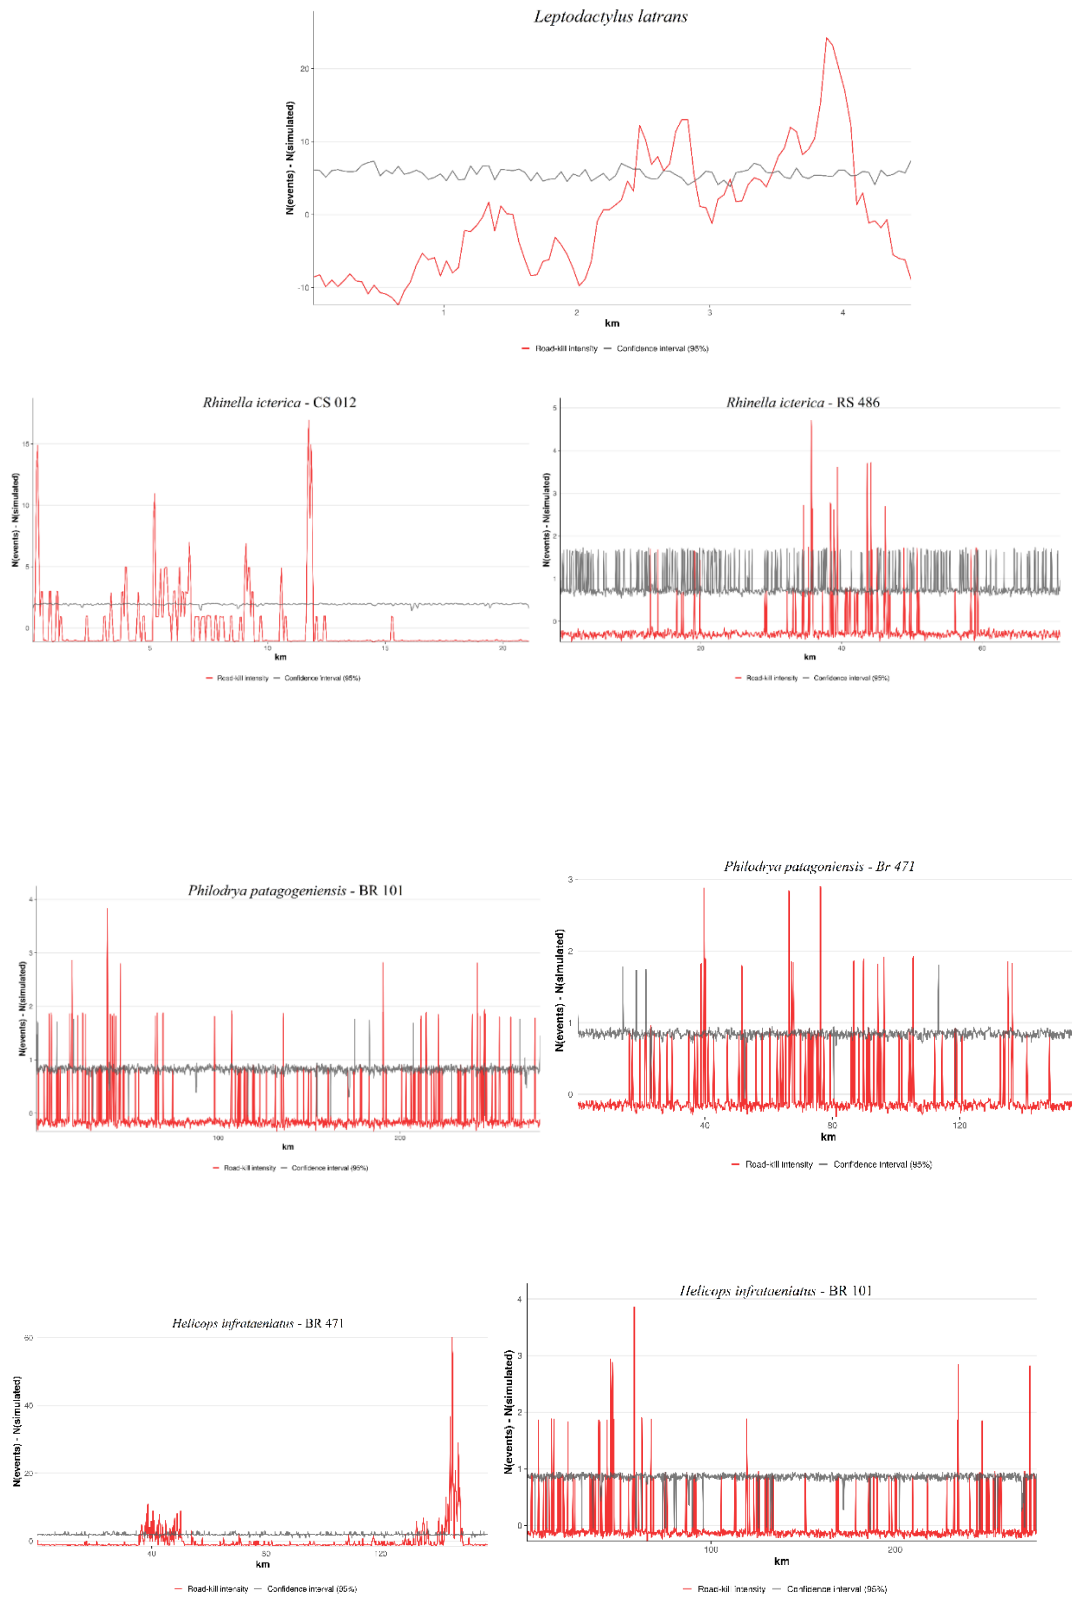 Leptodactylus latrans
N(events) - N(simulated)
20
10
0
-10
1 2 3 4
km
Road-kill intensity Confidence interval (95%)
Rhinella icterica - CS 012
N(events) - N(simulated)
15
10
5
0
5 10 15 20
km
Road-kill intensity Confidence interval (95%)
Rhinella icterica - RS 486
N(events) - N(simulated)
5
4
3
2
1
0
20 40 60
km
Road-kill intensity Confidence interval (95%)
Philodrya patagogeniensis - BR 101
N(events) - N(simulated)
4
3
2
1
0
100 200
km
Road-kill intensity Confidence interval (95%)
Philodrya patagoniensis - Br 471
N(events) - N(simulated)
3
2
1
0
40 80 120
km
Road-kill intensity Confidence interval (95%)
Helicops infrataeniatus - BR 471
N(events) - N(simulated)
60
40
20
0
40 80 120
km
Road-kill intensity Confidence interval (95%)
Helicops infrataeniatus - BR 101
N(events) - N(simulated)
4
3
2
1
0
100 200
km
Road-kill intensity Confidence interval (95%)